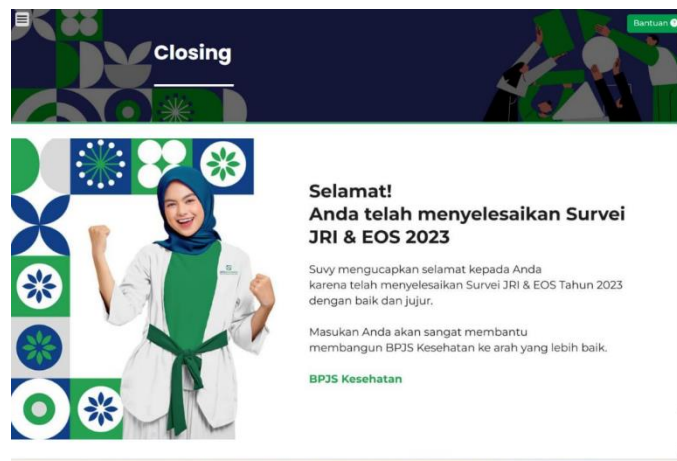 Bantuan
Closing
Selamat!
Anda telah menyelesaikan Survei
JRI & EOS 2023
Suvy mengucapkan selamat kepada Anda
karena telah menyelesaikan Survei JRI & EOS Tahun 2023
dengan baik dan jujur.
Masukan Anda akan sangat membantu
membangun BPJS Kesehatan ke arah yang lebih baik.
BPJS Kesehatan